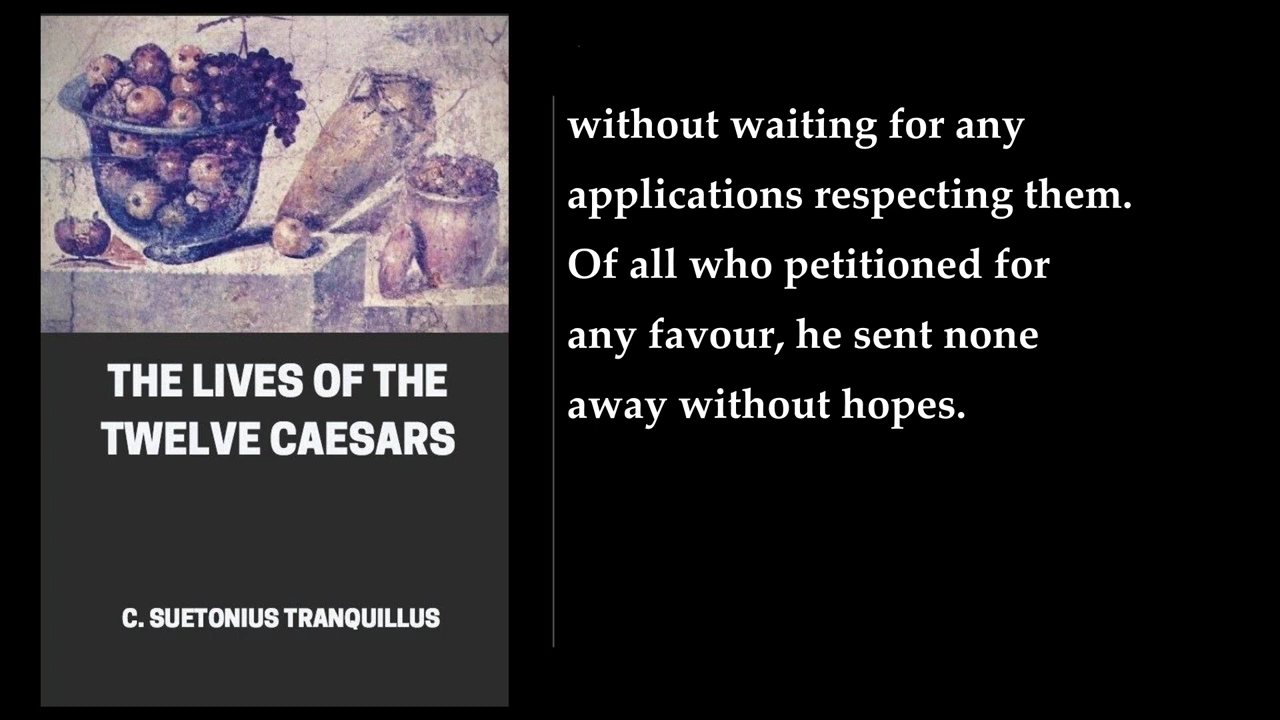 THE LIVES OF THE
TWELVE CAESARS
C. SUETONIUS TRANQUILLUS
without waiting for any
applications respecting them.
Of all who petitioned for
any favour, he sent none
away without hopes.